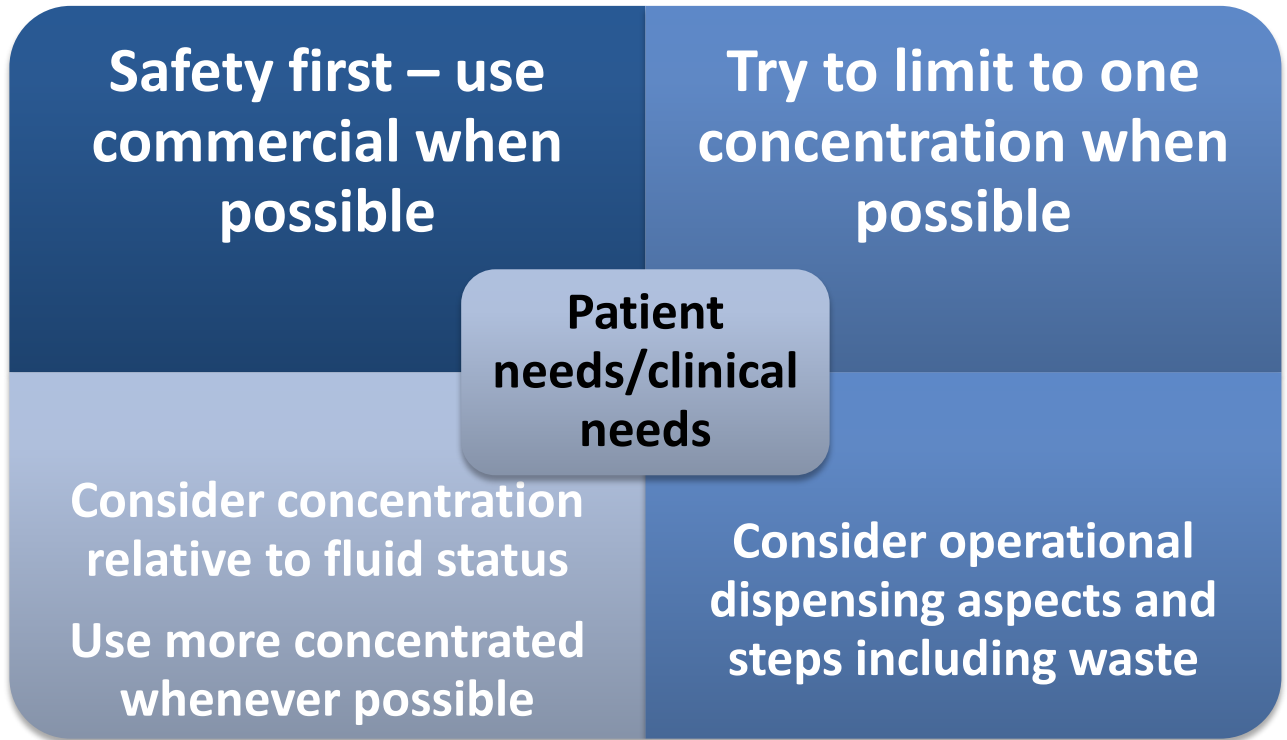 Safety first – use
commercial when
possible
Try to limit to one
concentration when
possible
Patient
needs/clinical
needs
Consider concentration
relative to fluid status
Use more concentrated
whenever possible
Consider operational
dispensing aspects and
steps including waste